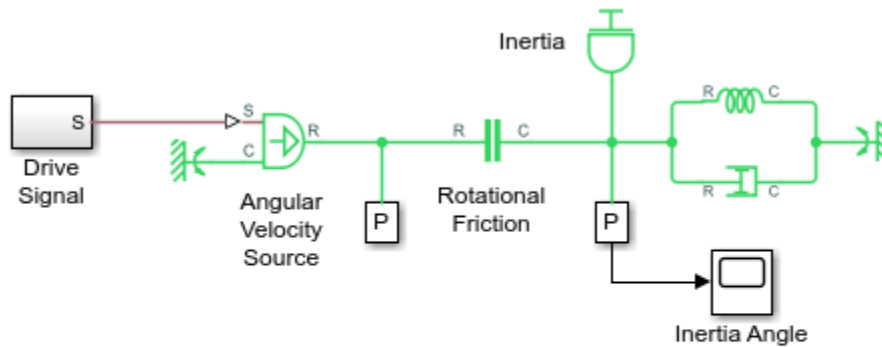 Inertia
S
S
R
C
R
C
R
C
R
C
P
P
Drive
Signal
Angular
Velocity
Source
Rotational
Friction
Inertia Angle